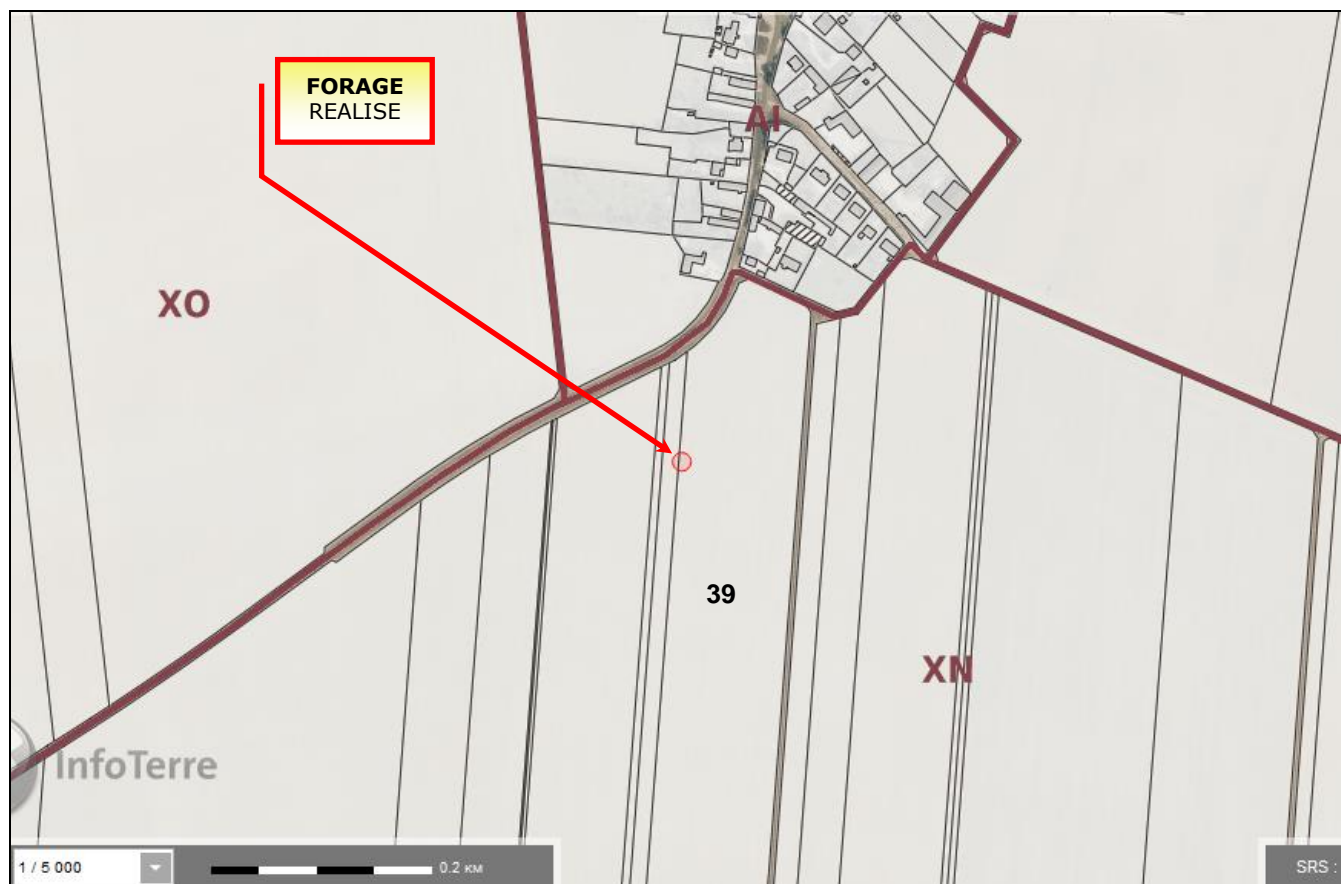 FORAGE
REALISE
AI
XO
39
XN
InfoTerre
1 / 5 000
0.2 км
SRS :